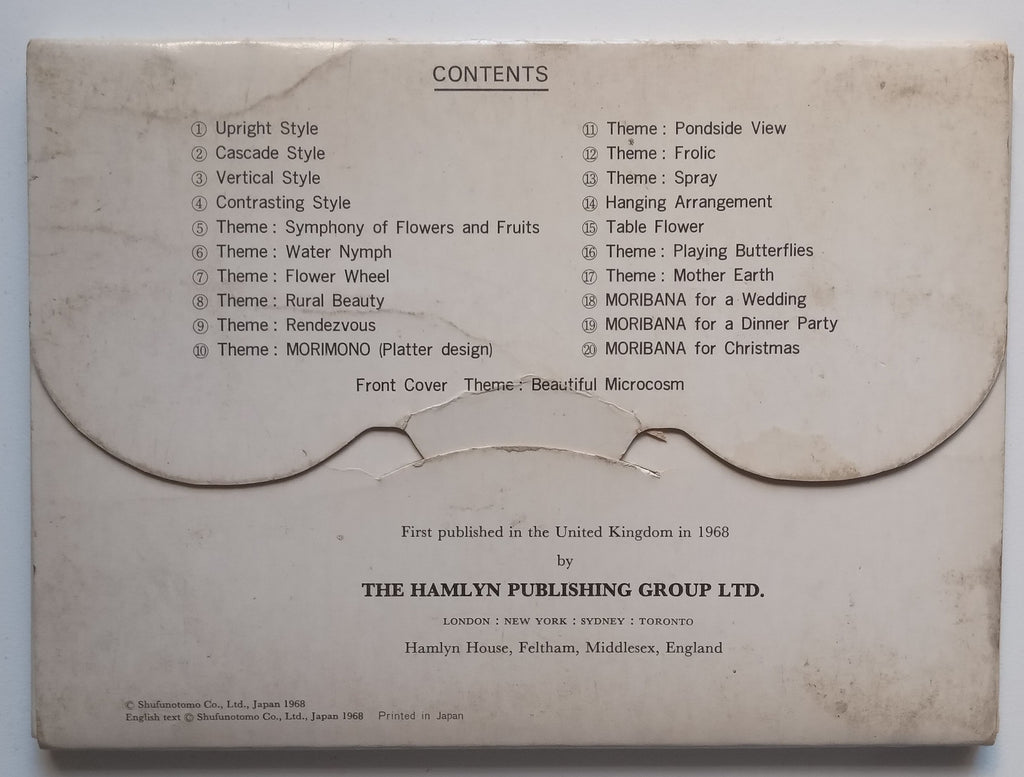 CONTENTS
① Upright Style
② Cascade Style
③ Vertical Style
④ Contrasting Style
⑤ Theme : Symphony of Flowers and Fruits
⑥ Theme : Water Nymph
⑦ Theme : Flower Wheel
⑧ Theme : Rural Beauty
⑨ Theme : Rendezvous
⑩ Theme : MORIMONO (Platter design)
⑪ Theme : Pondside View
⑫ Theme : Frolic
⑬ Theme : Spray
⑭ Hanging Arrangement
⑮ Table Flower
⑯ Theme : Playing Butterflies
⑰ Theme : Mother Earth
⑱ MORIBANA for a Wedding
⑲ MORIBANA for a Dinner Party
⑳ MORIBANA for Christmas
Front Cover Theme : Beautiful Microcosm
First published in the United Kingdom in 1968
by
THE HAMLYN PUBLISHING GROUP LTD.
LONDON : NEW YORK : SYDNEY : TORONTO
Hamlyn House, Feltham, Middlesex, England
© Shufunotomo Co., Ltd., Japan 1968
English text © Shufunotomo Co., Ltd., Japan 1968 Printed in Japan